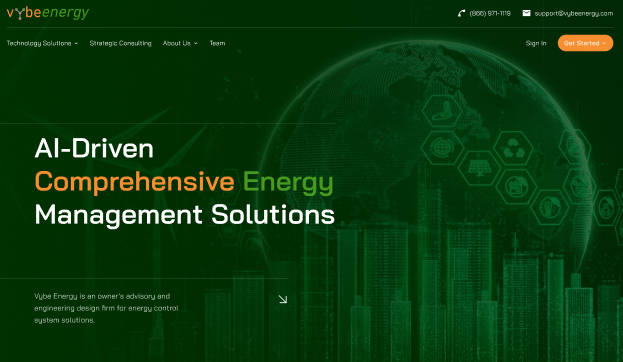 vybeenergy
(866) 971-1119 support@vybeenergy.com
Technology Solutions Strategic Consulting About Us Team Sign In Get Started
AI-Driven
Comprehensive Energy
Management Solutions
Vybe Energy is an owner's advisory and
engineering design firm for energy control
system solutions.